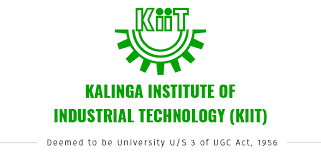 KiiT
KALINGA INSTITUTE OF
INDUSTRIAL TECHNOLOGY (KIIT)
Deemed to be University U/S 3 of UGC Act, 1956